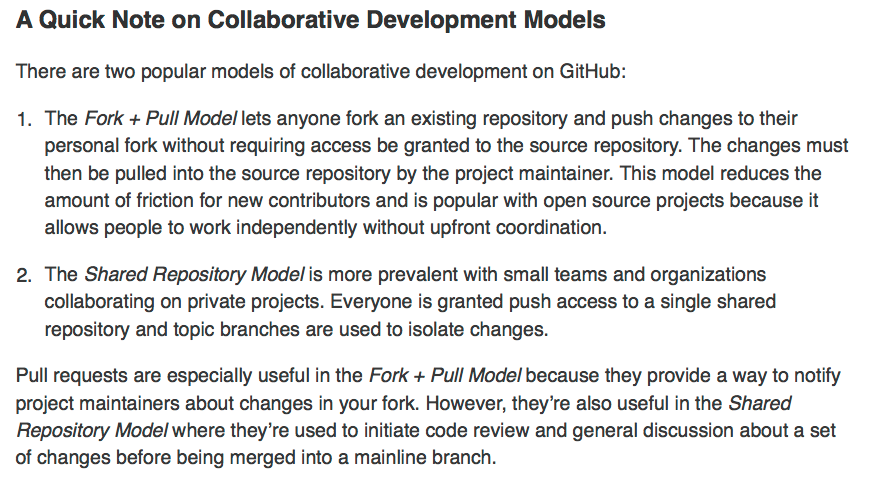 A Quick Note on Collaborative Development Models
There are two popular models of collaborative development on GitHub:
1. The Fork + Pull Model lets anyone fork an existing repository and push changes to their
personal fork without requiring access be granted to the source repository. The changes must
then be pulled into the source repository by the project maintainer. This model reduces the
amount of friction for new contributors and is popular with open source projects because it
allows people to work independently without upfront coordination.
2. The Shared Repository Model is more prevalent with small teams and organizations
collaborating on private projects. Everyone is granted push access to a single shared
repository and topic branches are used to isolate changes.
Pull requests are especially useful in the Fork + Pull Model because they provide a way to notify
project maintainers about changes in your fork. However, they’re also useful in the Shared
Repository Model where they’re used to initiate code review and general discussion about a set
of changes before being merged into a mainline branch.